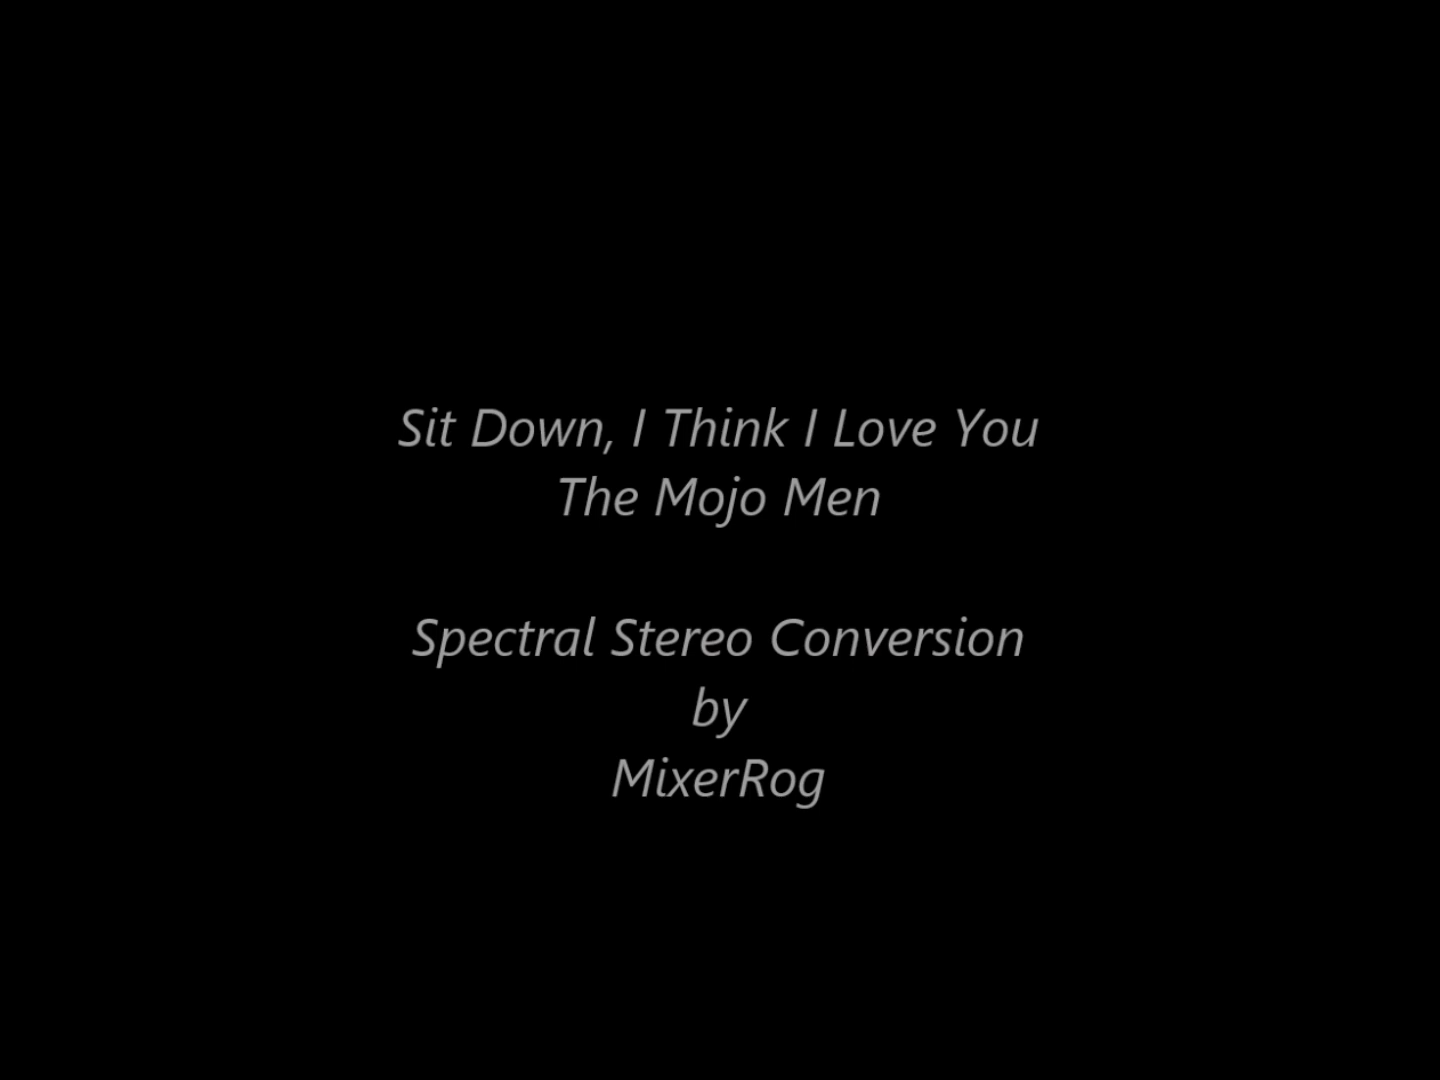 Sit Down, I Think I Love You
The Mojo Men
Spectral Stereo Conversion
by
MixerRog